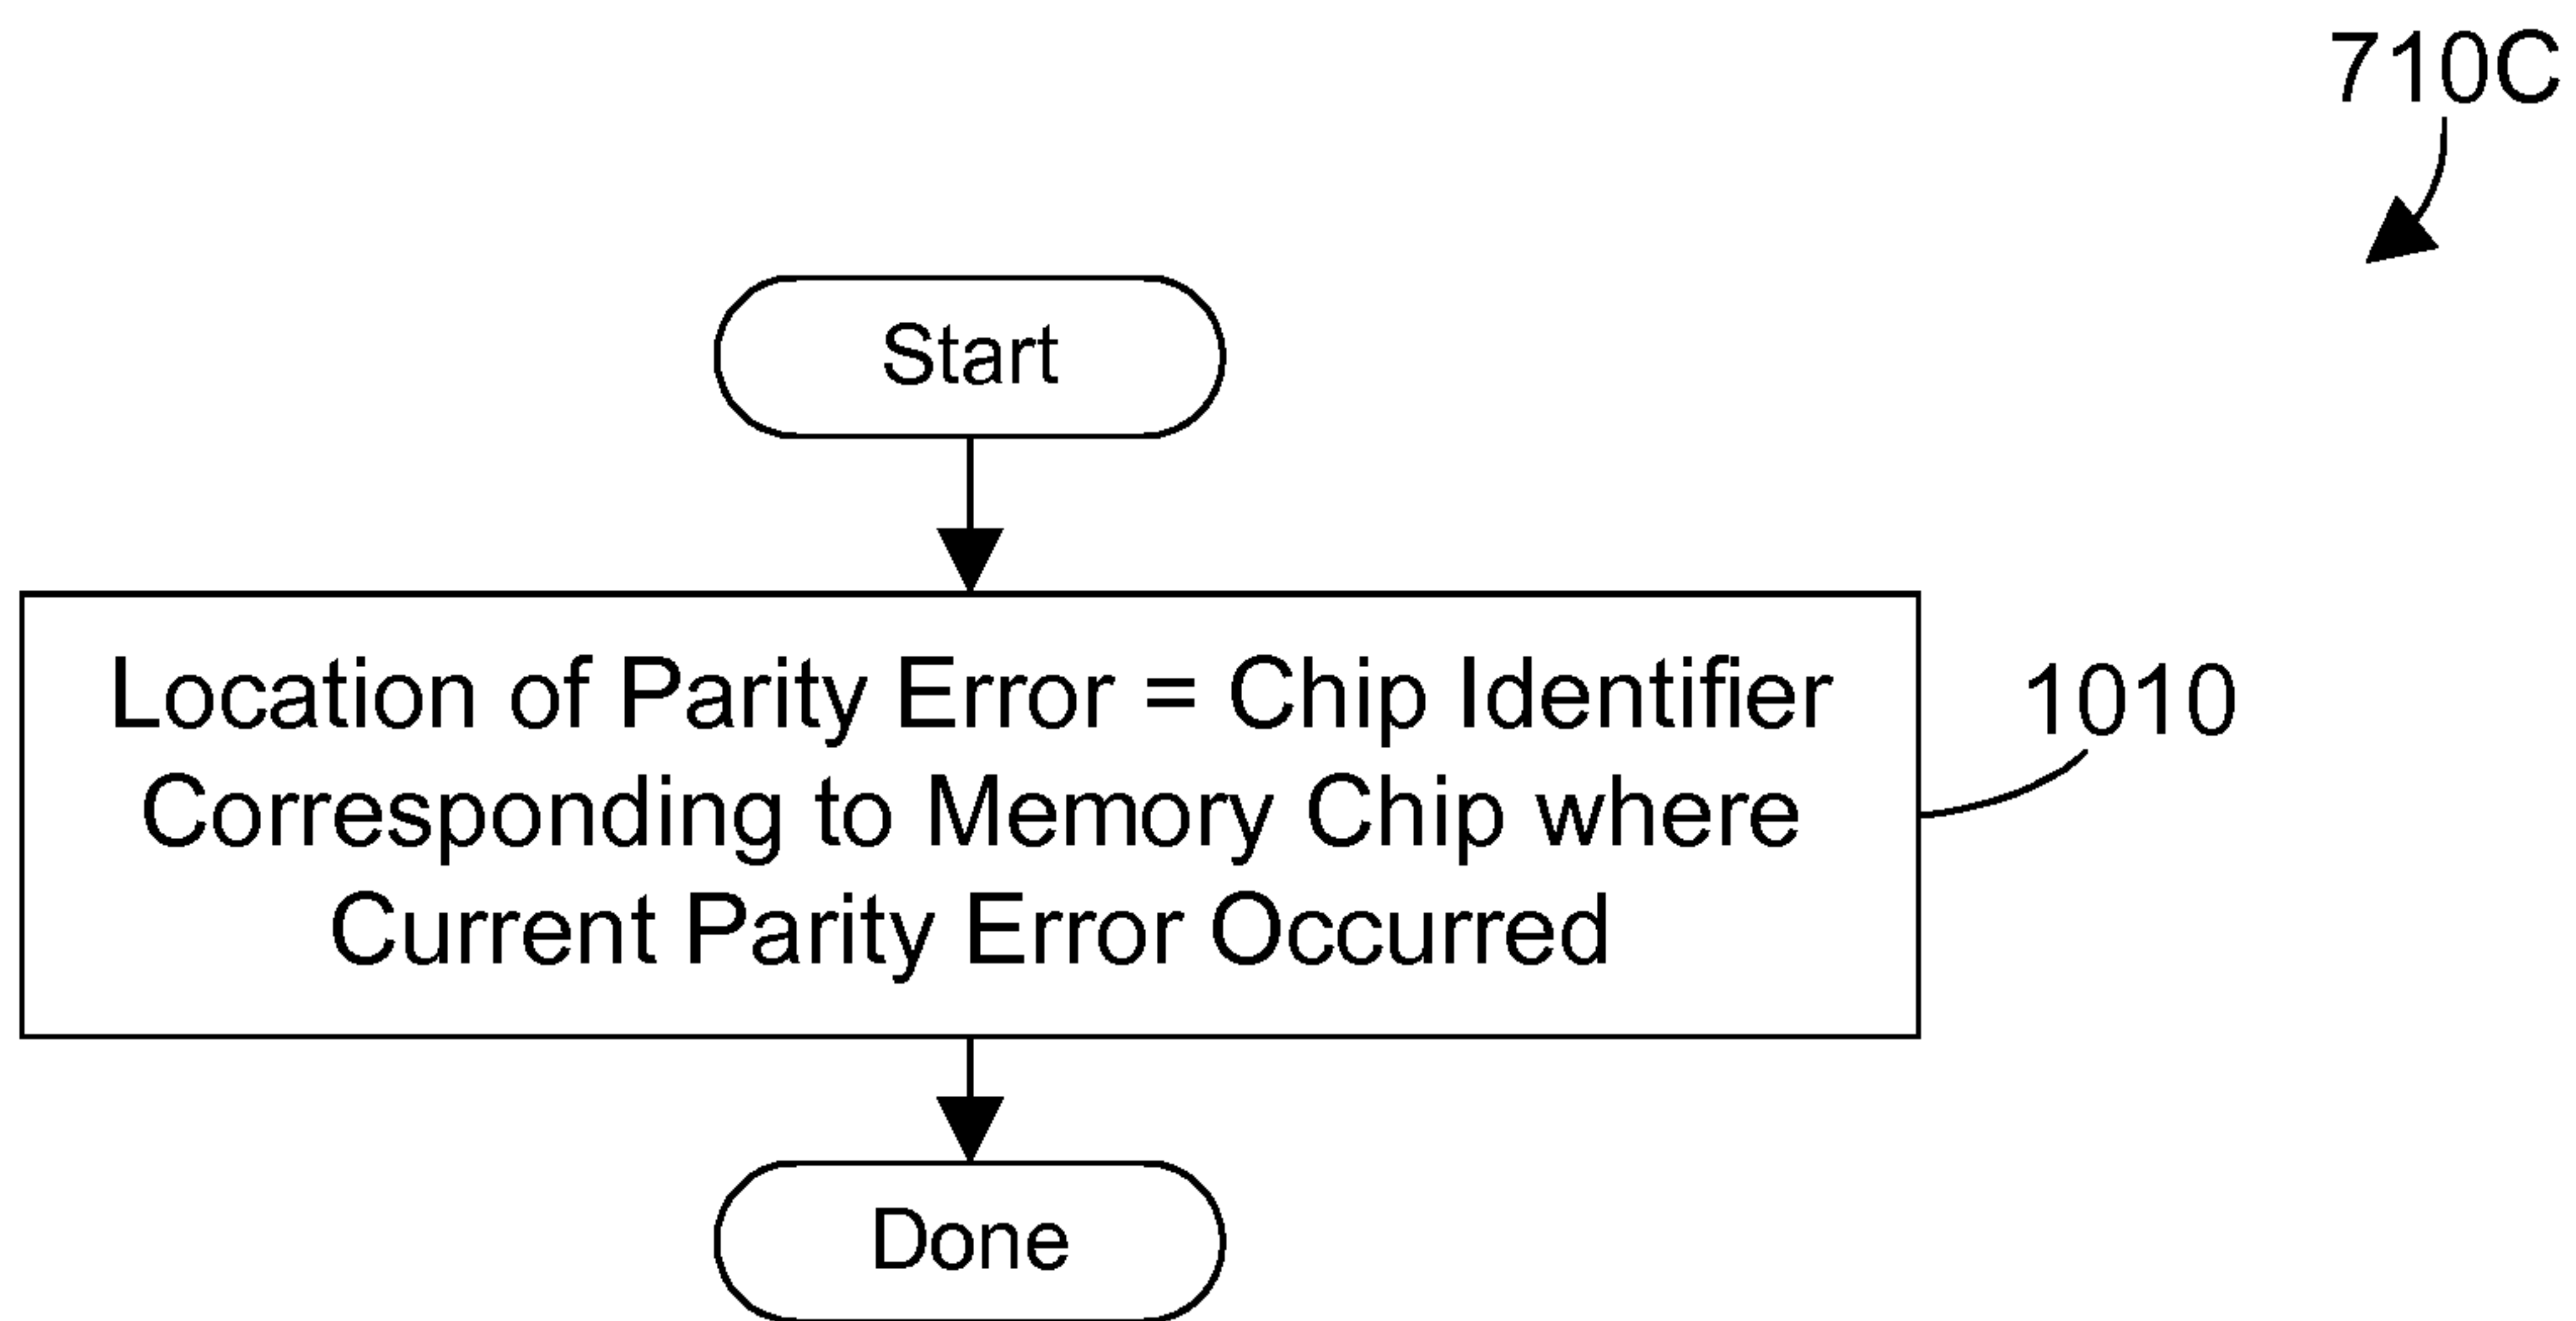 710C
Start
Location of Parity Error = Chip Identifier
Corresponding to Memory Chip where
Current Parity Error Occurred
1010
Done